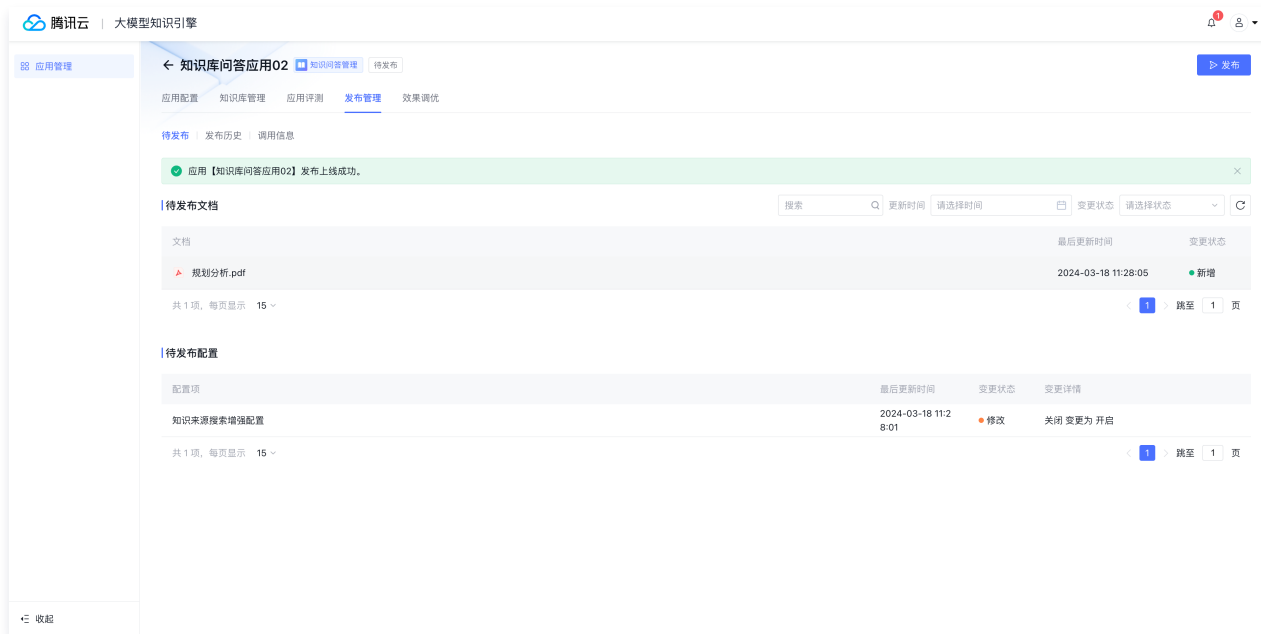 腾讯云 | 大模型知识引擎
1
应用管理
知识库问答应用02 知识问答管理 待发布
发布
应用配置 知识库管理 应用评测 发布管理 效果调优
待发布 | 发布历史 | 调用信息
应用【知识库问答应用02】发布上线成功。
待发布文档
搜索 更新时间 请选择时间 变更状态 请选择状态
文档 最后更新时间 变更状态
规划分析.pdf 2024-03-18 11:28:05 新增
共 1 项，每页显示 15 1 跳至 1 页
待发布配置
配置项 最后更新时间 变更状态 变更详情
知识来源搜索增强配置 2024-03-18 11:2
8:01 修改 关闭 变更为 开启
共 1 项，每页显示 15 1 跳至 1 页
收起